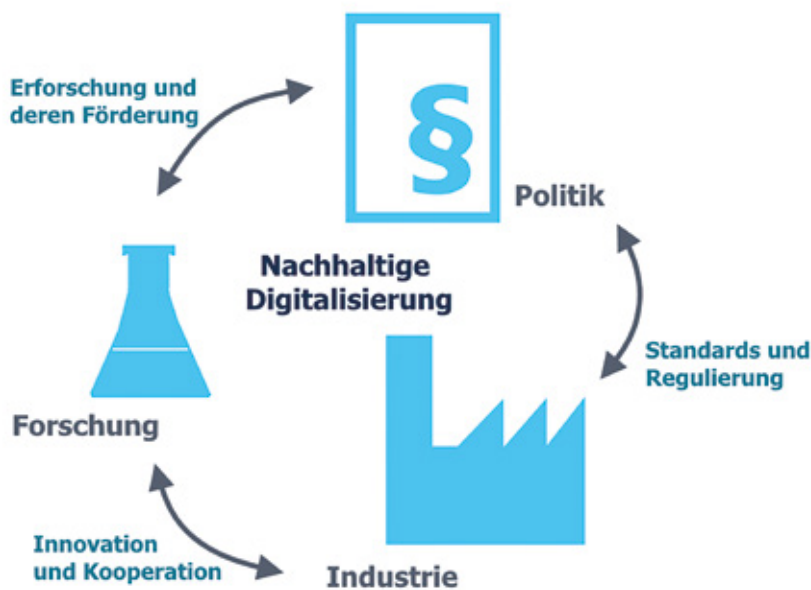 Erforschung und
deren Förderung
§
Politik
Nachhaltige
Digitalisierung
Standards und
Regulierung
Forschung
Innovation
und Kooperation
Industrie